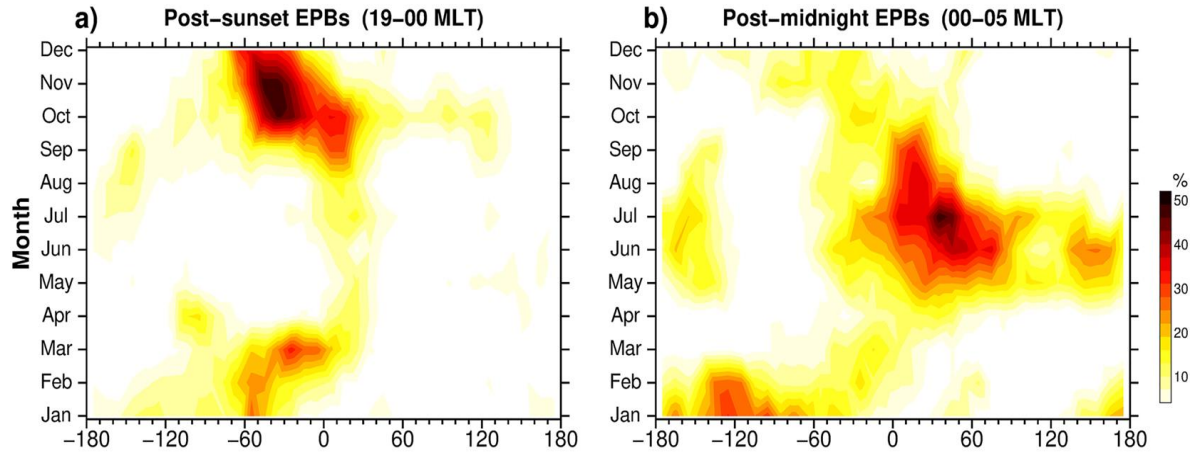 a) Post−sunset EPBs (19−00 MLT)
b) Post−midnight EPBs (00−05 MLT)
Month
Dec
Nov
Oct
Sep
Aug
Jul
Jun
May
Apr
Mar
Feb
Jan
−180 −120 −60 0 60 120 180
Dec
Nov
Oct
Sep
Aug
Jul
Jun
May
Apr
Mar
Feb
Jan
−180 −120 −60 0 60 120 180
%
50
40
30
20
10